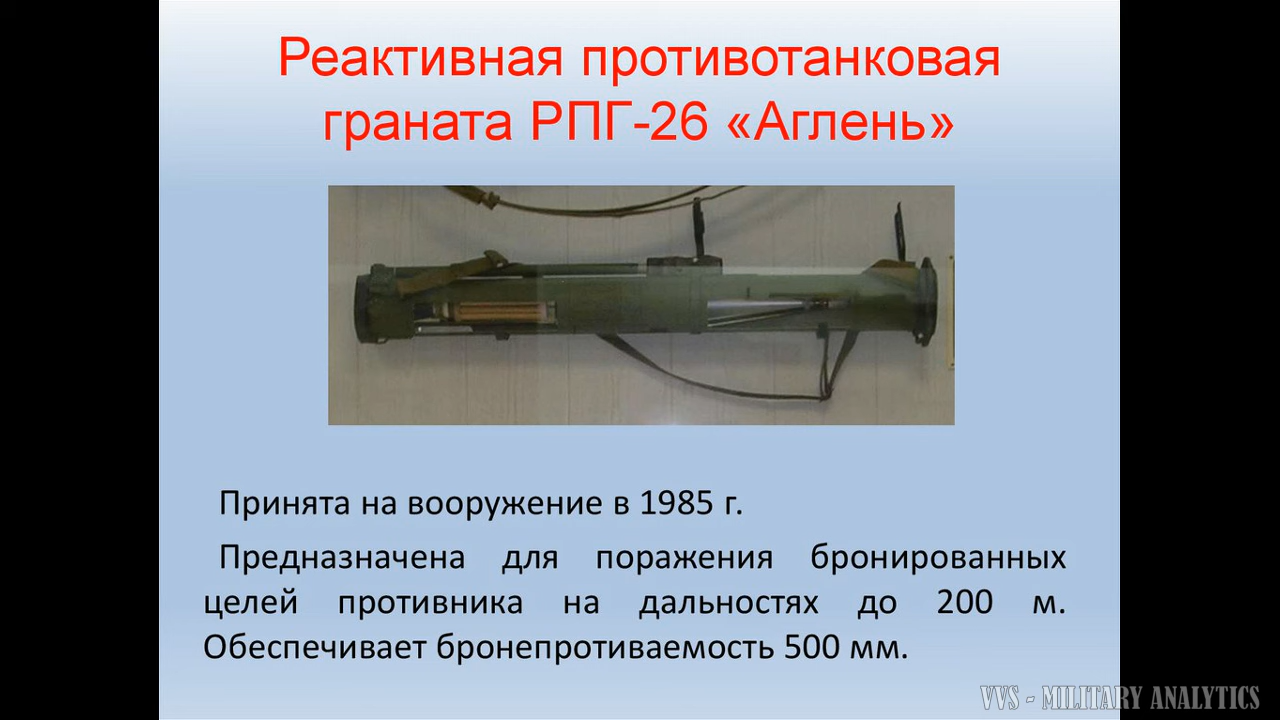 Реактивная противотанковая
граната РПГ-26 «Аглень»
Принята на вооружение в 1985 г.
Предназначена для поражения бронированных
целей противника на дальностях до 200 м.
Обеспечивает бронепротиваемость 500 мм.
VVS - MILITARY ANALYTICS